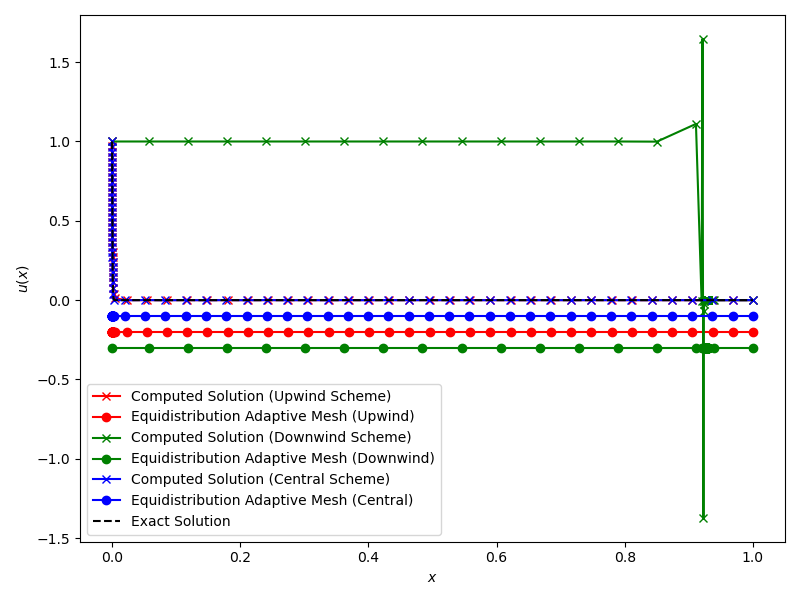 1.5
1.0
0.5
0.0
−0.5
−1.0
−1.5
u(x)
Computed Solution (Upwind Scheme)
Equidistribution Adaptive Mesh (Upwind)
Computed Solution (Downwind Scheme)
Equidistribution Adaptive Mesh (Downwind)
Computed Solution (Central Scheme)
Equidistribution Adaptive Mesh (Central)
Exact Solution
0.0 0.2 0.4 0.6 0.8 1.0
x